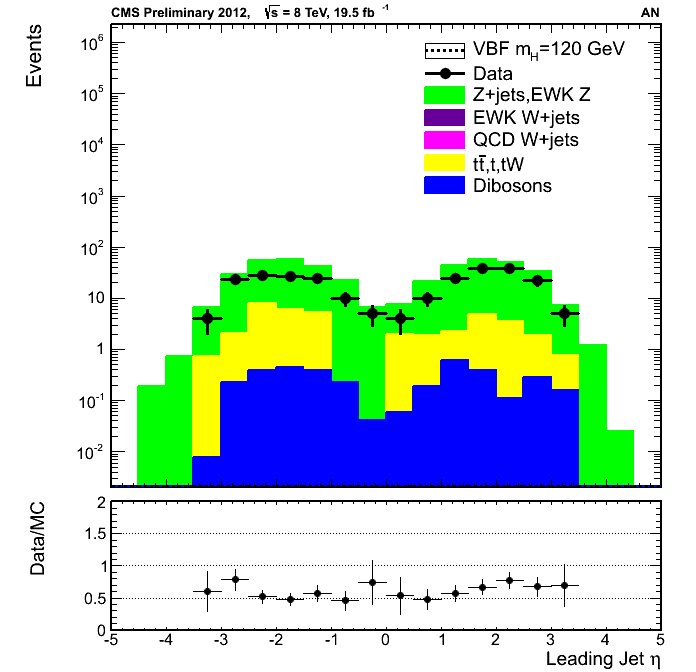 CMS Preliminary 2012, √s = 8 TeV, 19.5 fb⁻¹ AN
Events
10⁶
10⁵
10⁴
10³
10²
10
1
10⁻¹
10⁻²
VBF m_H=120 GeV
Data
Z+jets,EWK Z
EWK W+jets
QCD W+jets
tt̄,t,tW
Dibosons
Data/MC
2
1.5
1
0.5
0
-5 -4 -3 -2 -1 0 1 2 3 4 5
Leading Jet η